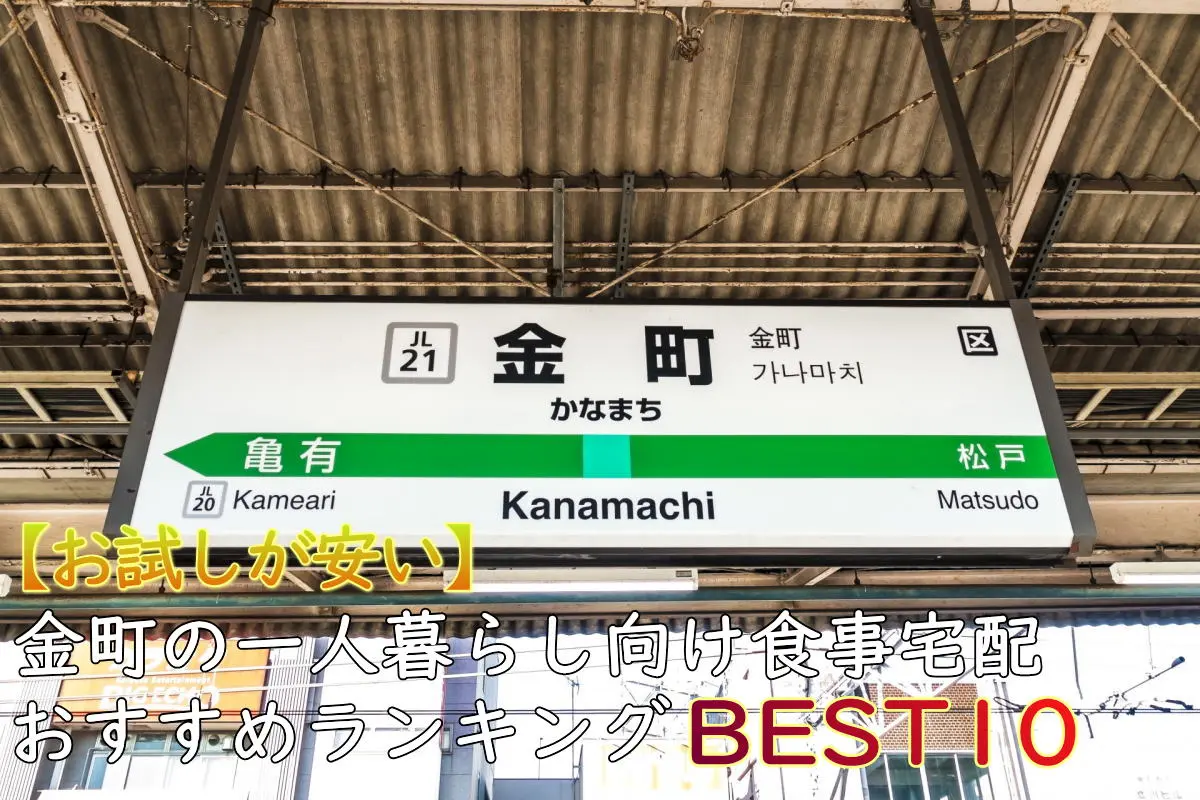 JL
21
金町
金町
가나마치
区
かなまち
亀有
松戸
JL
20
Kameari
Kanamachi
Matsudo
【お試しが安い】
金町の一人暮らし向け食事宅配
BIG ECHO
おすすめランキングBEST10